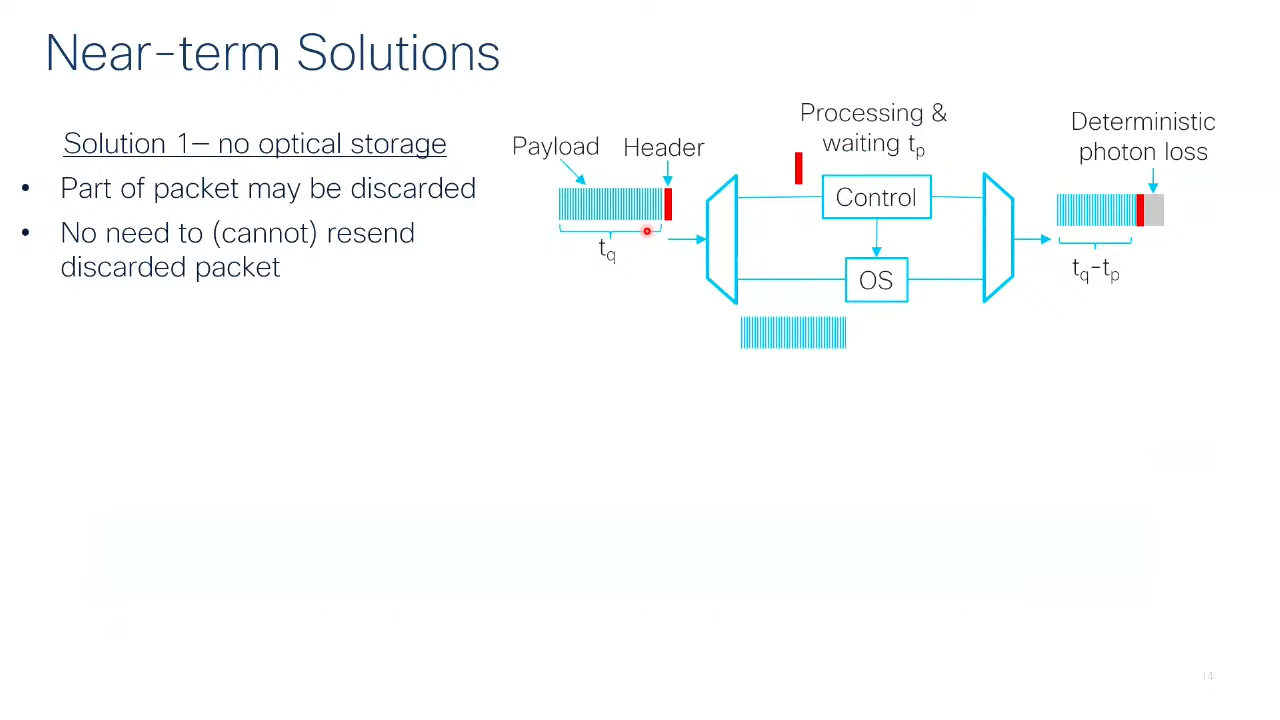 Near-term Solutions
Solution 1– no optical storage
• Part of packet may be discarded
• No need to (cannot) resend
discarded packet
Payload
Header
Processing &
waiting tp
Deterministic
photon loss
tq
Control
OS
tq-tp
14